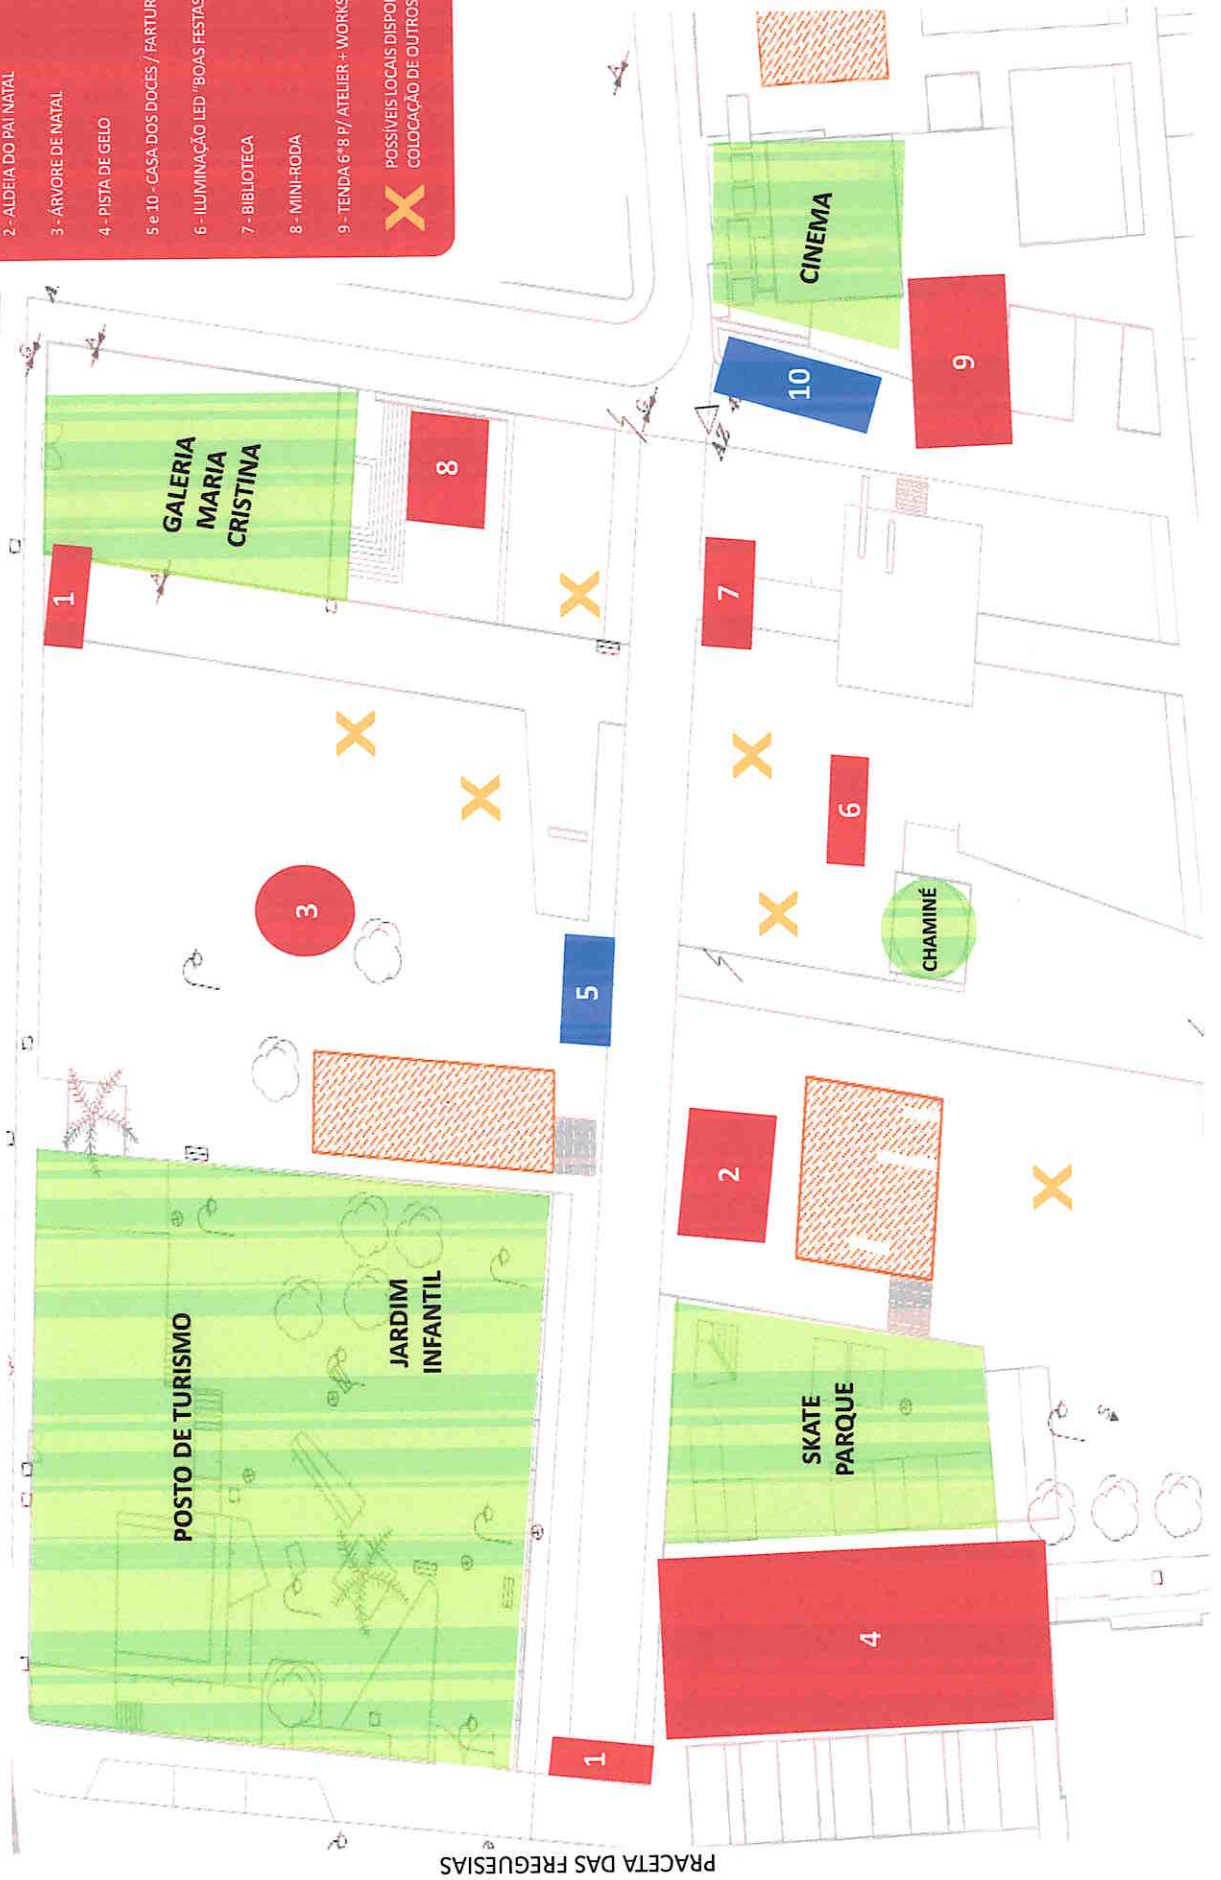 2 - ALDEIA DO PAI NATAL
3 - ÁRVORE DE NATAL
4 - PISTA DE GELO
5 e 10 - CASA DOS DOCES / FARTUR
6 - ILUMINAÇÃO LED "BOAS FESTAS
7 - BIBLIOTECA
8 - MINI-RODA
9 - TENDA 6*8 P/ ATELIER + WORKS
X POSSÍVEIS LOCAIS DISPO
COLOCAÇÃO DE OUTROS
GALERIA
MARIA
CRISTINA
1
8
X
X
X
3
5
POSTO DE TURISMO
JARDIM
INFANTIL
1
CINEMA
10
9
7
X
6
X
CHAMINÉ
2
X
SKATE
PARQUE
4
PRACETA DAS FREGUESIAS